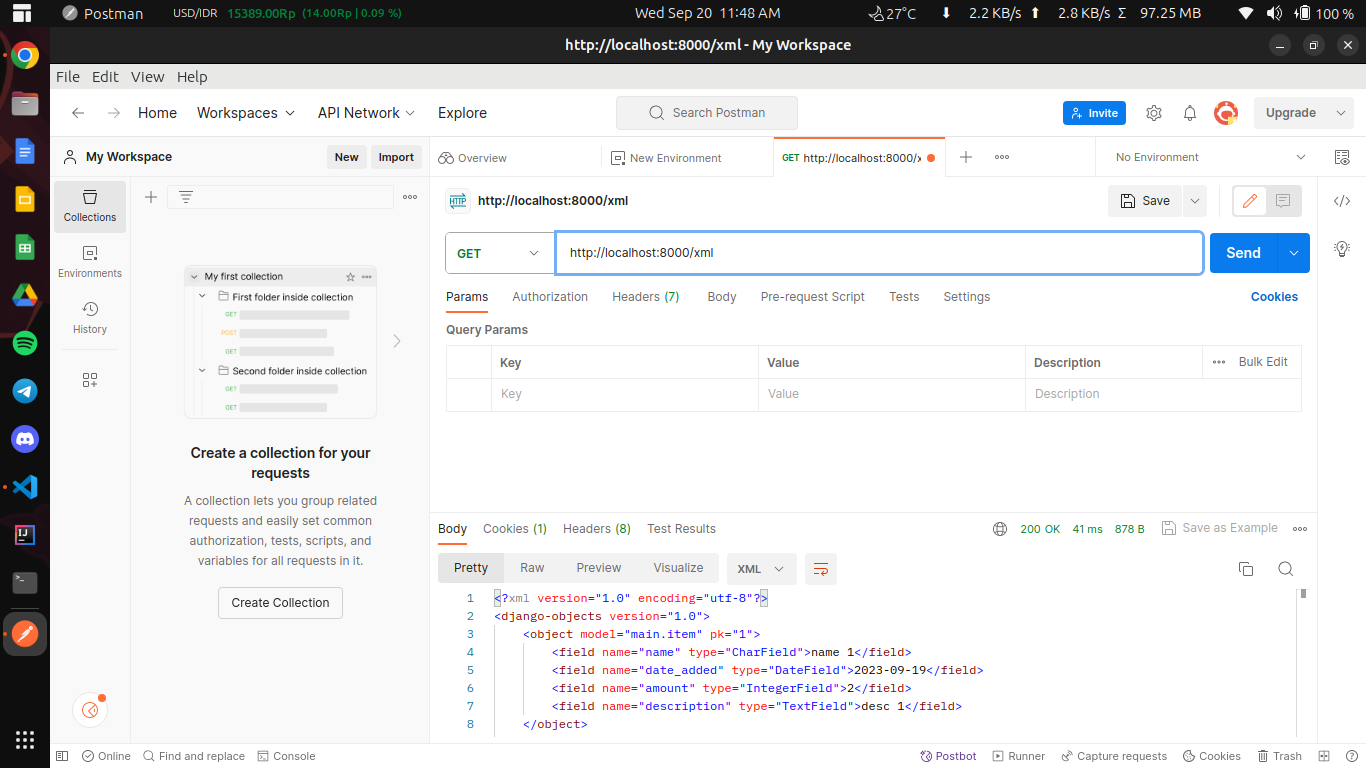 Postman USD/IDR 15389.00Rp (14.00Rp | 0.09 %) Wed Sep 20 11:48 AM 27°C 2.2 KB/s 2.8 KB/s Σ 97.25 MB 100 %
http://localhost:8000/xml - My Workspace
File Edit View Help
Home Workspaces API Network Explore Search Postman Invite Upgrade
My Workspace New Import Overview New Environment GET http://localhost:8000/x No Environment
Collections
Environments
History
My first collection
First folder inside collection
GET
POST
GET
Second folder inside collection
GET
GET
Create a collection for your
requests
A collection lets you group related
requests and easily set common
authorization, tests, scripts, and
variables for all requests in it.
Create Collection
HTTP http://localhost:8000/xml Save
GET http://localhost:8000/xml Send
Params Authorization Headers (7) Body Pre-request Script Tests Settings Cookies
Query Params
Key Value Description Bulk Edit
Key Value Description
Body Cookies (1) Headers (8) Test Results 200 OK 41 ms 878 B Save as Example
Pretty Raw Preview Visualize XML
1 <?xml version="1.0" encoding="utf-8"?>
2 <django-objects version="1.0">
3 <object model="main.item" pk="1">
4 <field name="name" type="CharField">name 1</field>
5 <field name="date_added" type="DateField">2023-09-19</field>
6 <field name="amount" type="IntegerField">2</field>
7 <field name="description" type="TextField">desc 1</field>
8 </object>
Online Find and replace Console Postbot Runner Capture requests Cookies Trash